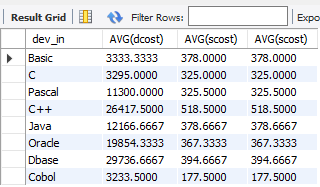 Result Grid Filter Rows: Expo
dev_in AVG(dcost) AVG(scost) AVG(scost)
Basic 3333.3333 378.0000 378.0000
C 3295.0000 325.0000 325.0000
Pascal 11300.0000 325.5000 325.5000
C++ 26417.5000 518.5000 518.5000
Java 12166.6667 378.6667 378.6667
Oracle 19854.3333 367.3333 367.3333
Dbase 29736.6667 394.6667 394.6667
Cobol 3233.5000 177.5000 177.5000